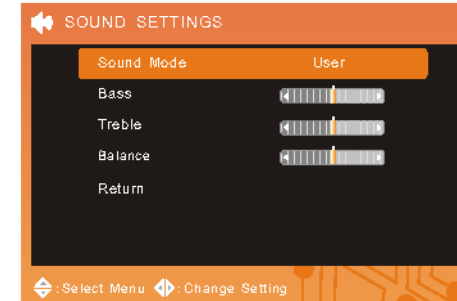 SOUND SETTINGS
Sound Mode User
Bass
Treble
Balance
Return
:Select Menu :Change Setting